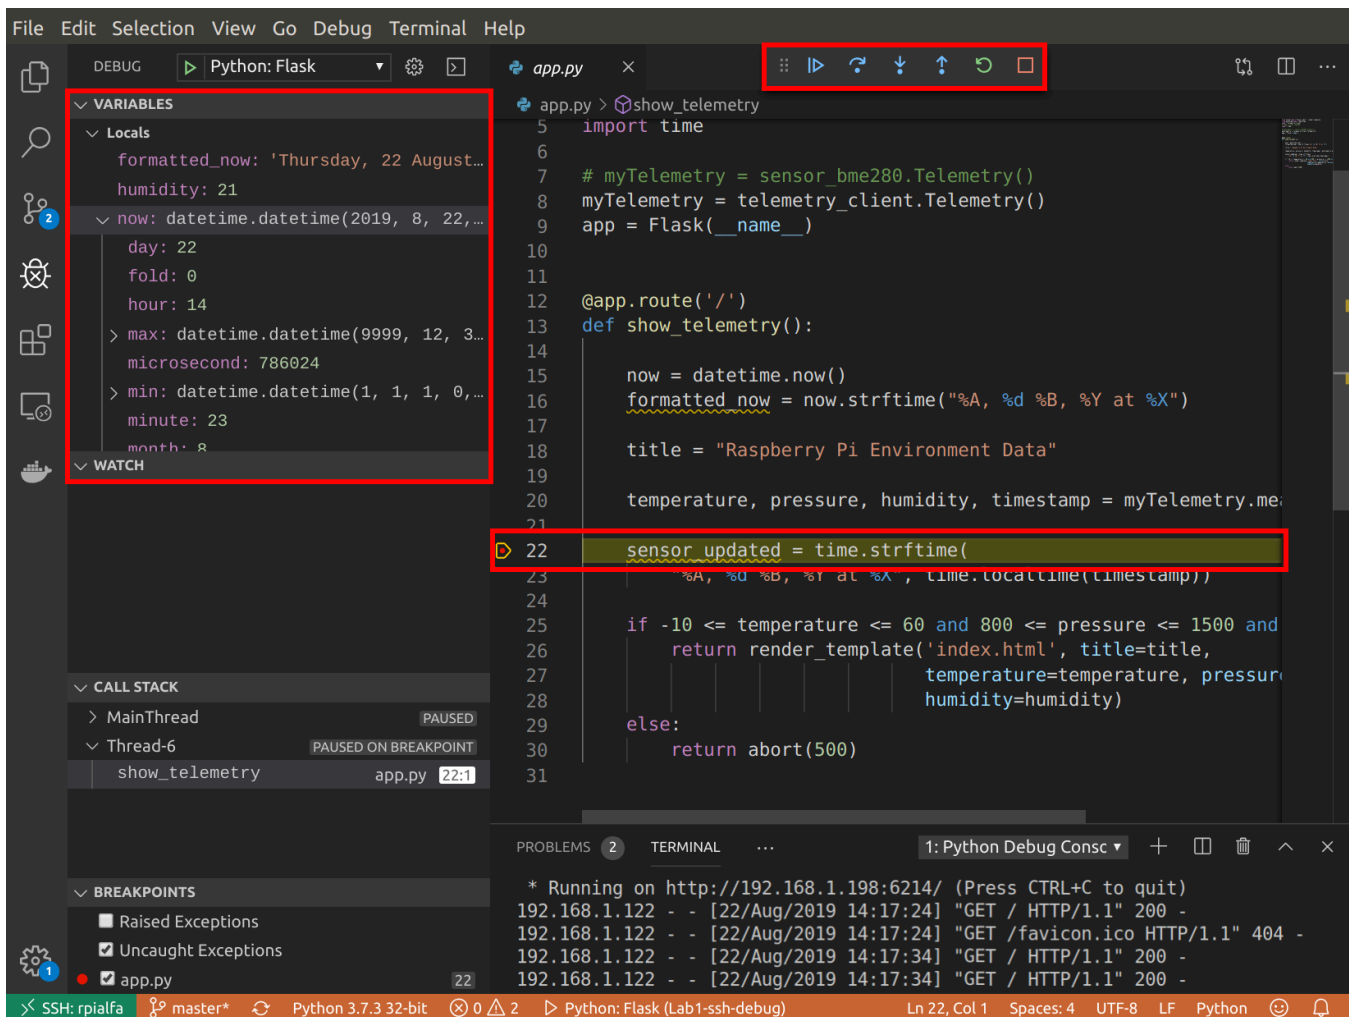 File Edit Selection View Go Debug Terminal Help
DEBUG Python: Flask
VARIABLES
Locals
formatted_now: 'Thursday, 22 August…
humidity: 21
now: datetime.datetime(2019, 8, 22,…
day: 22
fold: 0
hour: 14
max: datetime.datetime(9999, 12, 3…
microsecond: 786024
min: datetime.datetime(1, 1, 1, 0,…
minute: 23
month: 8
WATCH
CALL STACK
MainThread PAUSED
Thread-6 PAUSED ON BREAKPOINT
show_telemetry app.py 22:1
BREAKPOINTS
Raised Exceptions
Uncaught Exceptions
app.py 22
2
1
app.py
app.py > show_telemetry
5 import time
6
7 # myTelemetry = sensor_bme280.Telemetry()
8 myTelemetry = telemetry_client.Telemetry()
9 app = Flask(__name__)
10
11
12 @app.route('/')
13 def show_telemetry():
14
15 now = datetime.now()
16 formatted_now = now.strftime("%A, %d %B, %Y at %X")
17
18 title = "Raspberry Pi Environment Data"
19
20 temperature, pressure, humidity, timestamp = myTelemetry.mea
21
22 sensor_updated = time.strftime(
23 "%A, %d %B, %Y at %X", time.localtime(timestamp))
24
25 if -10 <= temperature <= 60 and 800 <= pressure <= 1500 and
26 return render_template('index.html', title=title,
27 temperature=temperature, pressure
28 humidity=humidity)
29 else:
30 return abort(500)
31
PROBLEMS 2 TERMINAL … 1: Python Debug Consc
* Running on http://192.168.1.198:6214/ (Press CTRL+C to quit)
192.168.1.122 - - [22/Aug/2019 14:17:24] "GET / HTTP/1.1" 200 -
192.168.1.122 - - [22/Aug/2019 14:17:24] "GET /favicon.ico HTTP/1.1" 404 -
192.168.1.122 - - [22/Aug/2019 14:17:34] "GET / HTTP/1.1" 200 -
192.168.1.122 - - [22/Aug/2019 14:17:34] "GET / HTTP/1.1" 200 -
SSH: rpialfa master* Python 3.7.3 32-bit 0 2 Python: Flask (Lab1-ssh-debug) Ln 22, Col 1 Spaces: 4 UTF-8 LF Python